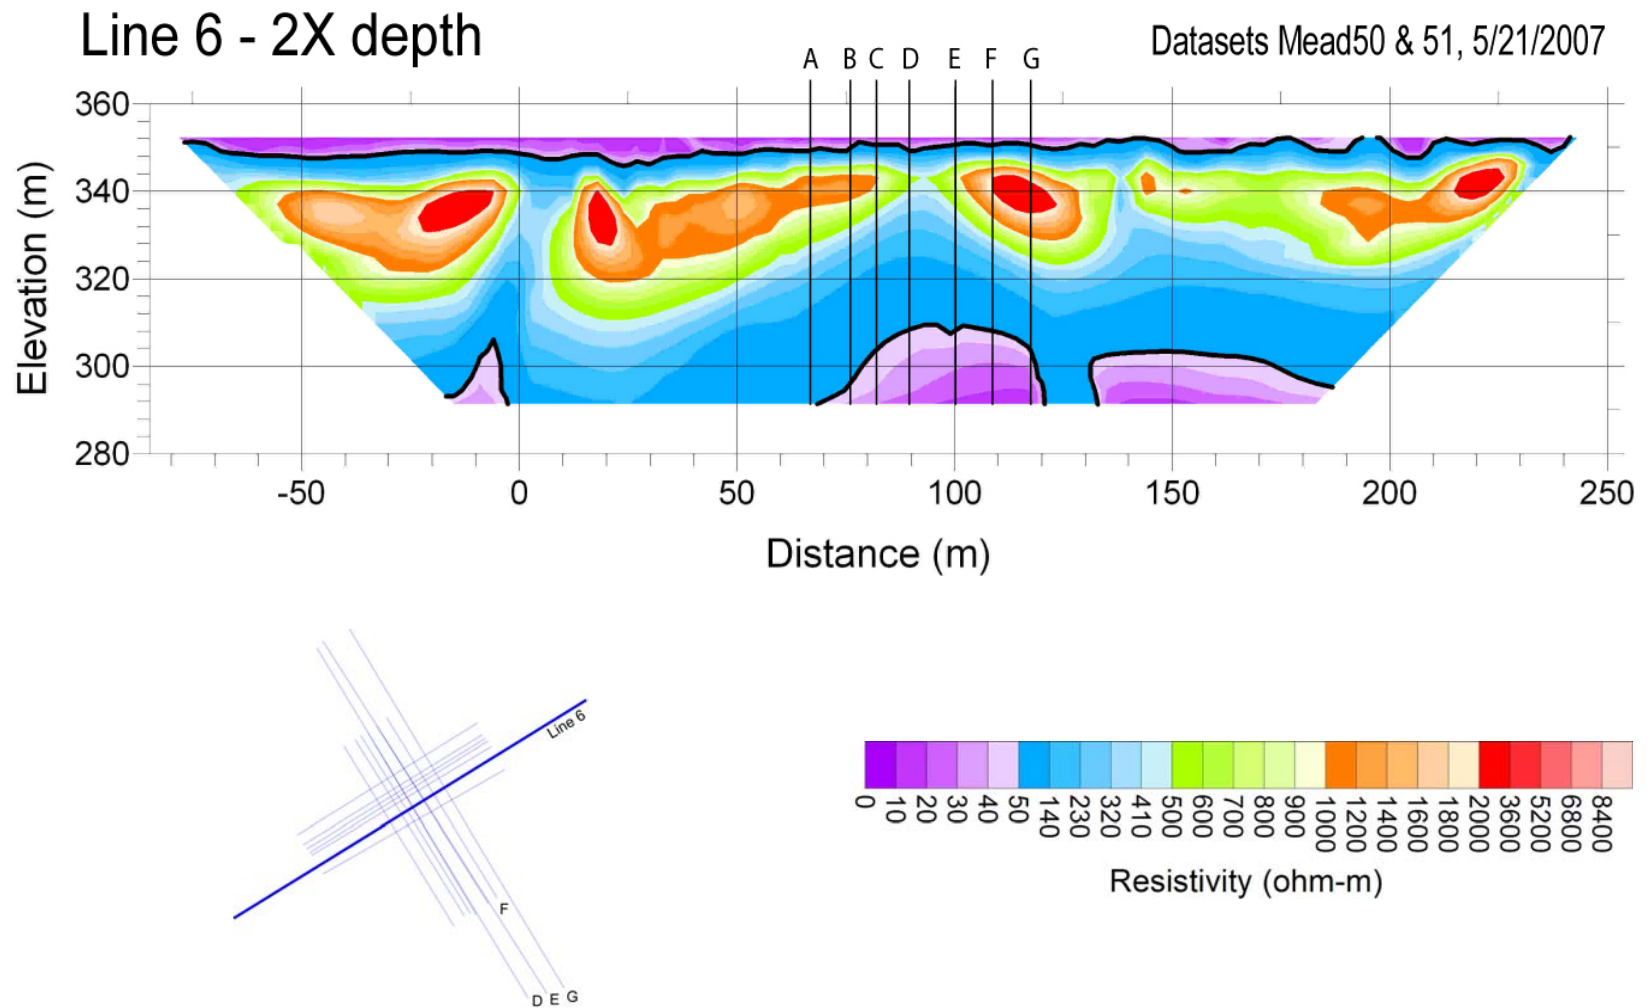 Line 6 - 2X depth
Datasets Mead50 & 51, 5/21/2007
A B C D E F G
360
340
320
300
280
Elevation (m)
-50 0 50 100 150 200 250
Distance (m)
Line 6
F
D E G
0 10 20 30 40 50 140 230 320 410 500 600 700 800 900 1000 1200 1400 1600 1800 2000 3600 5200 6800 8400
Resistivity (ohm-m)